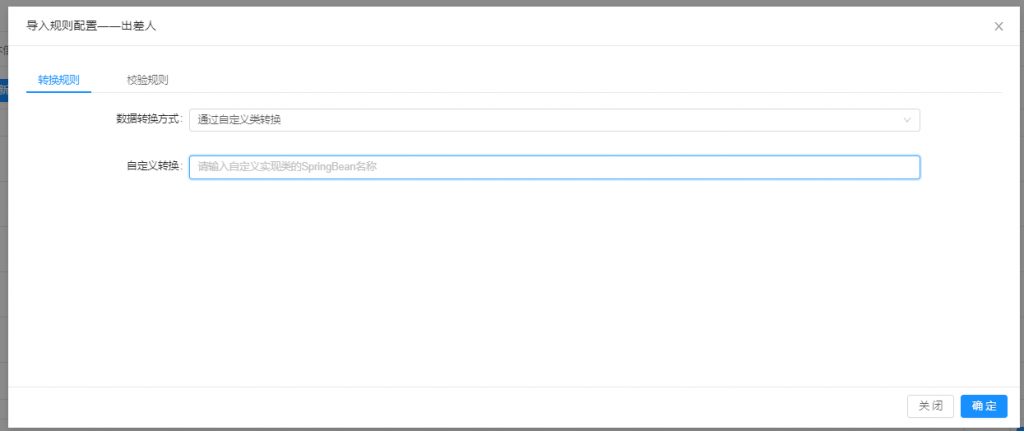 导入规则配置——出差人
转换规则 校验规则
数据转换方式: 通过自定义类转换
自定义转换: 请输入自定义实现类的SpringBean名称
关闭 确定